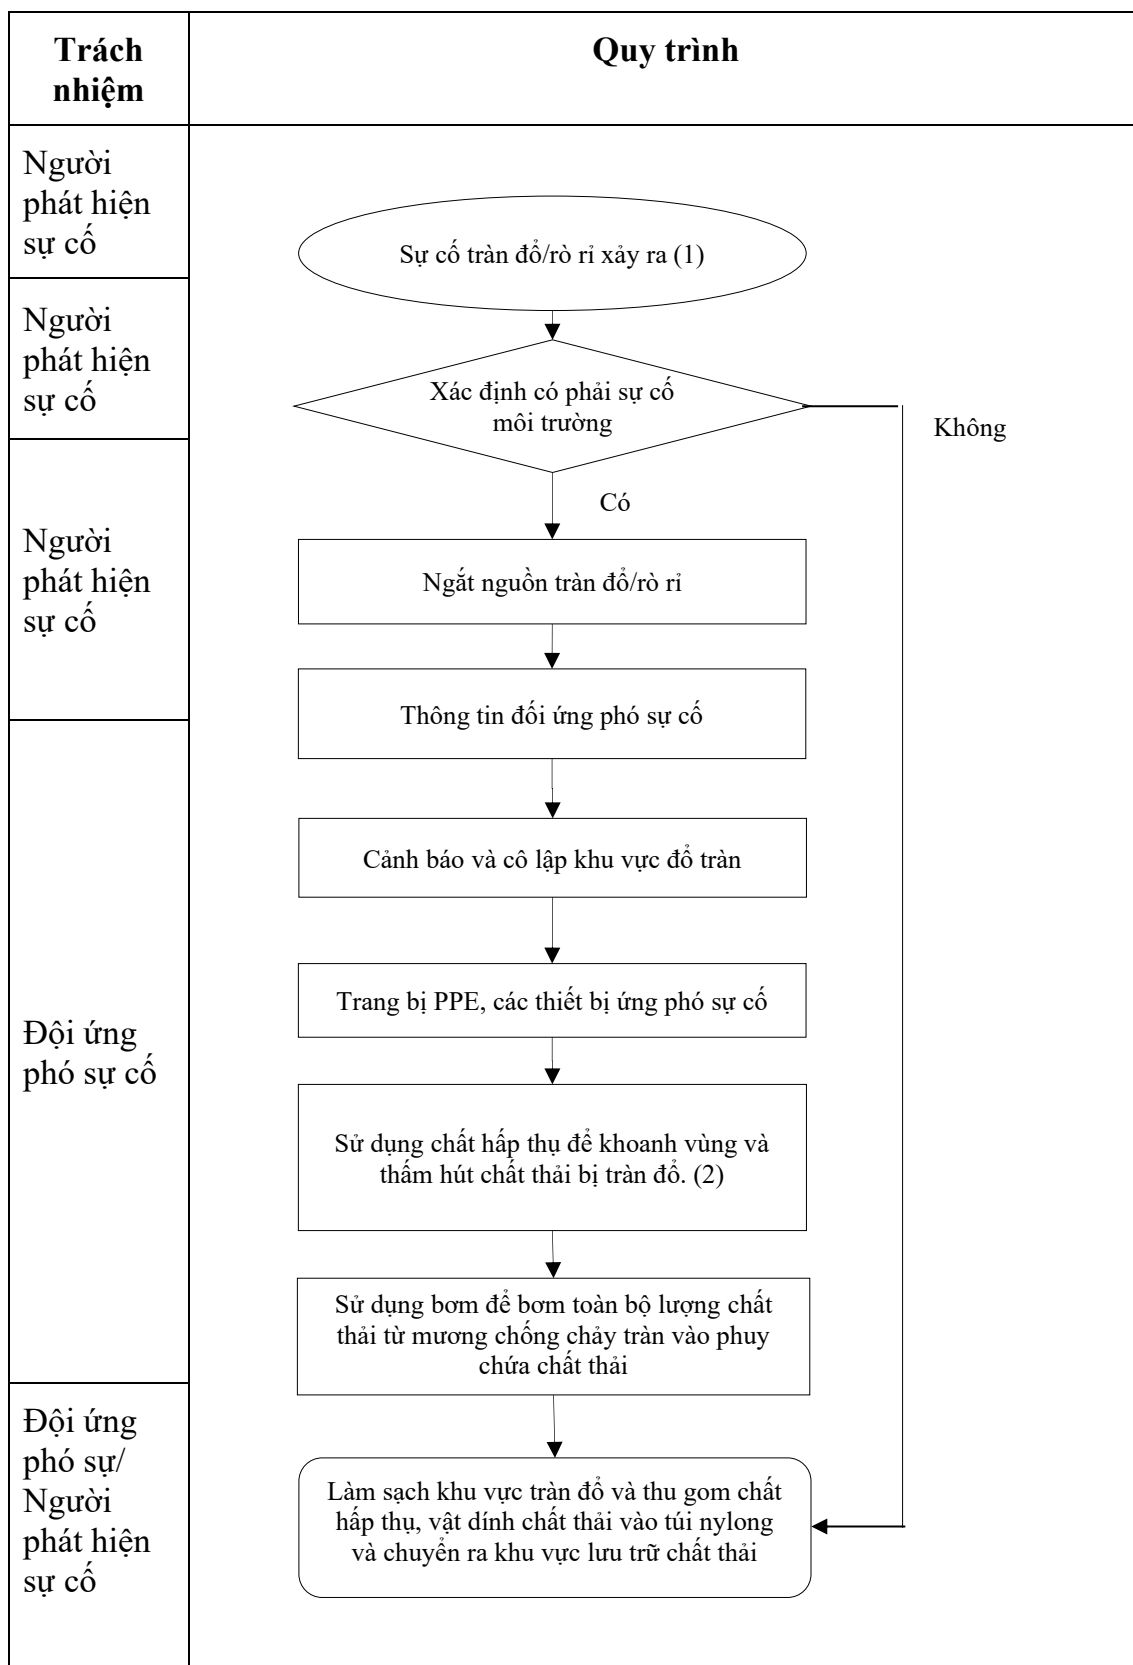 Trách
nhiệm
Quy trình
Người
phát hiện
sự cố
Sự cố tràn đổ/rò rỉ xảy ra (1)
Người
phát hiện
sự cố
Xác định có phải sự cố
môi trường
Không
Có
Người
phát hiện
sự cố
Ngắt nguồn tràn đổ/rò rỉ
Thông tin đối ứng phó sự cố
Đội ứng
phó sự cố
Cảnh báo và cô lập khu vực đổ tràn
Trang bị PPE, các thiết bị ứng phó sự cố
Sử dụng chất hấp thụ để khoanh vùng và
thấm hút chất thải bị tràn đổ. (2)
Sử dụng bơm để bơm toàn bộ lượng chất
thải từ mương chống chảy tràn vào phuy
chứa chất thải
Đội ứng
phó sự/
Người
phát hiện
sự cố
Làm sạch khu vực tràn đổ và thu gom chất
hấp thụ, vật dính chất thải vào túi nylong
và chuyển ra khu vực lưu trữ chất thải